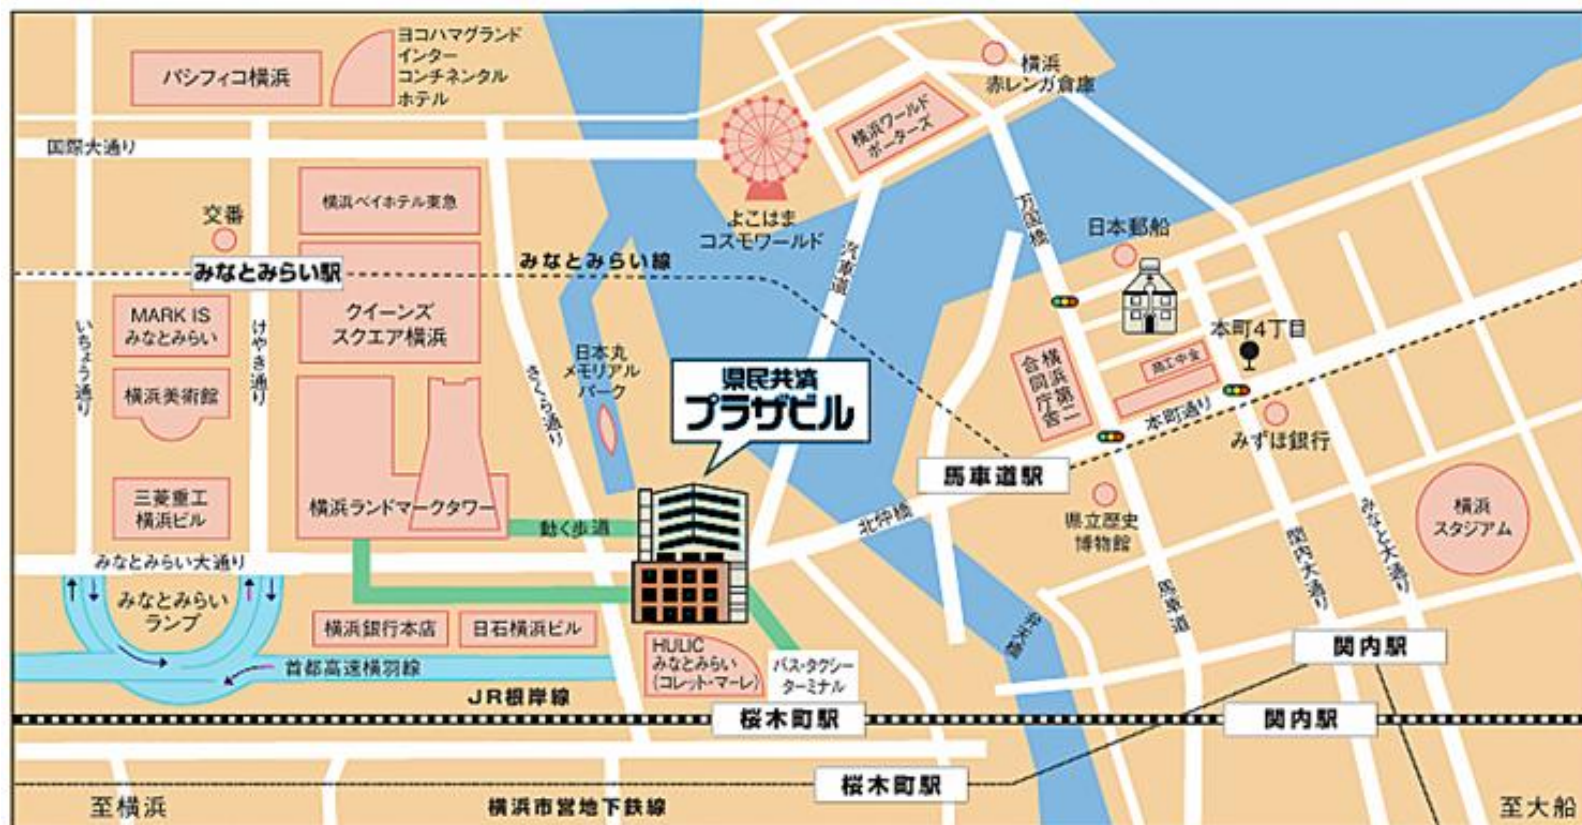 パシフィコ横浜
ヨコハマグランド
インター
コンチネンタル
ホテル
横浜
赤レンガ倉庫
横浜ワールド
ポーターズ
国際大通り
横浜ベイホテル東急
交番
よこはま
コスモワールド
万国橋
日本郵船
汽車道
みなとみらい駅
みなとみらい線
MARK IS
みなとみらい
クイーンズ
スクエア横浜
いちょう通り
けやき通り
さくら通り
日本丸
メモリアル
パーク
県民共済
プラザビル
横浜第二
合同庁舎
商工中金
本町4丁目
本町通り
みずほ銀行
横浜美術館
馬車道駅
三菱重工
横浜ビル
横浜ランドマークタワー
動く歩道
北仲橋
県立歴史
博物館
横浜
スタジアム
みなと大通り
関内大通り
馬車道
弁天橋
みなとみらい大通り
みなとみらい
ランプ
横浜銀行本店
日石横浜ビル
HULIC
みなとみらい
(コレット・マーレ)
バス・タクシー
ターミナル
関内駅
首都高速横羽線
JR根岸線
桜木町駅
関内駅
桜木町駅
至横浜
横浜市営地下鉄線
至大船